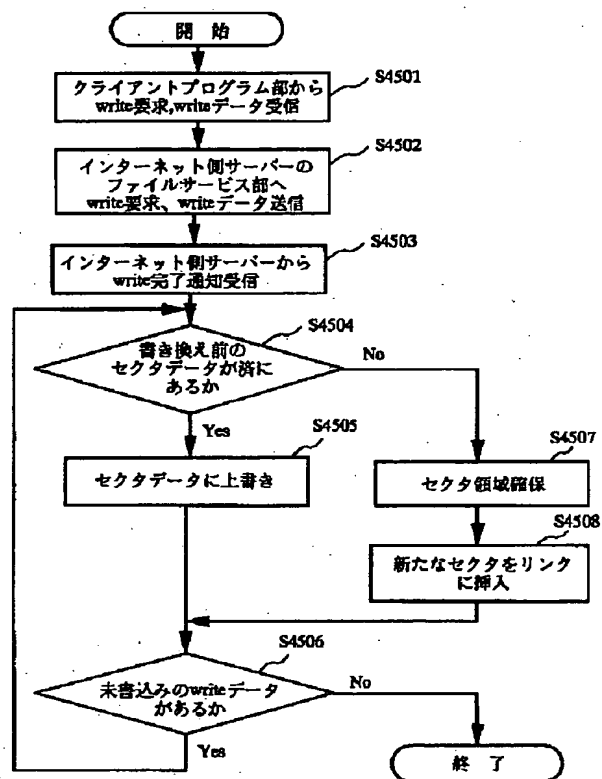 開 始
クライアントプログラム部から
write要求,writeデータ受信
S4501
インターネット側サーバーの
ファイルサービス部へ
write要求、writeデータ送信
S4502
インターネット側サーバーから
write完了通知受信
S4503
書き換え前の
セクタデータが済に
あるか
S4504
No
Yes
セクタデータに上書き
S4505
セクタ領域確保
S4507
新たなセクタをリンク
に挿入
S4508
未書込みのwriteデータ
があるか
S4506
No
Yes
終 了